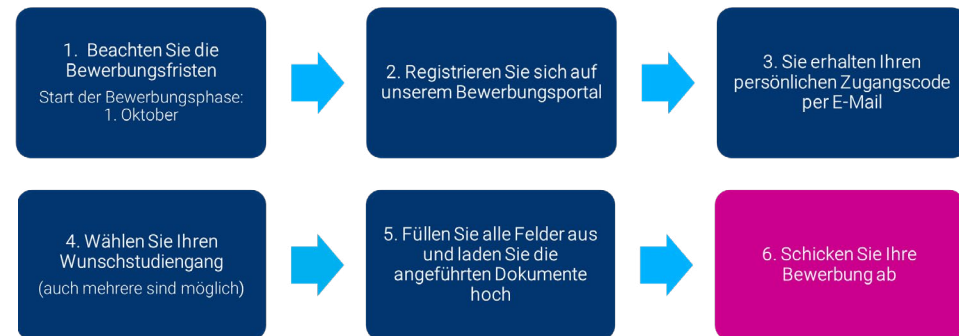 1. Beachten Sie die
Bewerbungsfristen
Start der Bewerbungsphase:
1. Oktober
2. Registrieren Sie sich auf
unserem Bewerbungsportal
3. Sie erhalten Ihren
persönlichen Zugangscode
per E-Mail
4. Wählen Sie Ihren
Wunschstudiengang
(auch mehrere sind möglich)
5. Füllen Sie alle Felder aus
und laden Sie die
angeführten Dokumente
hoch
6. Schicken Sie Ihre
Bewerbung ab